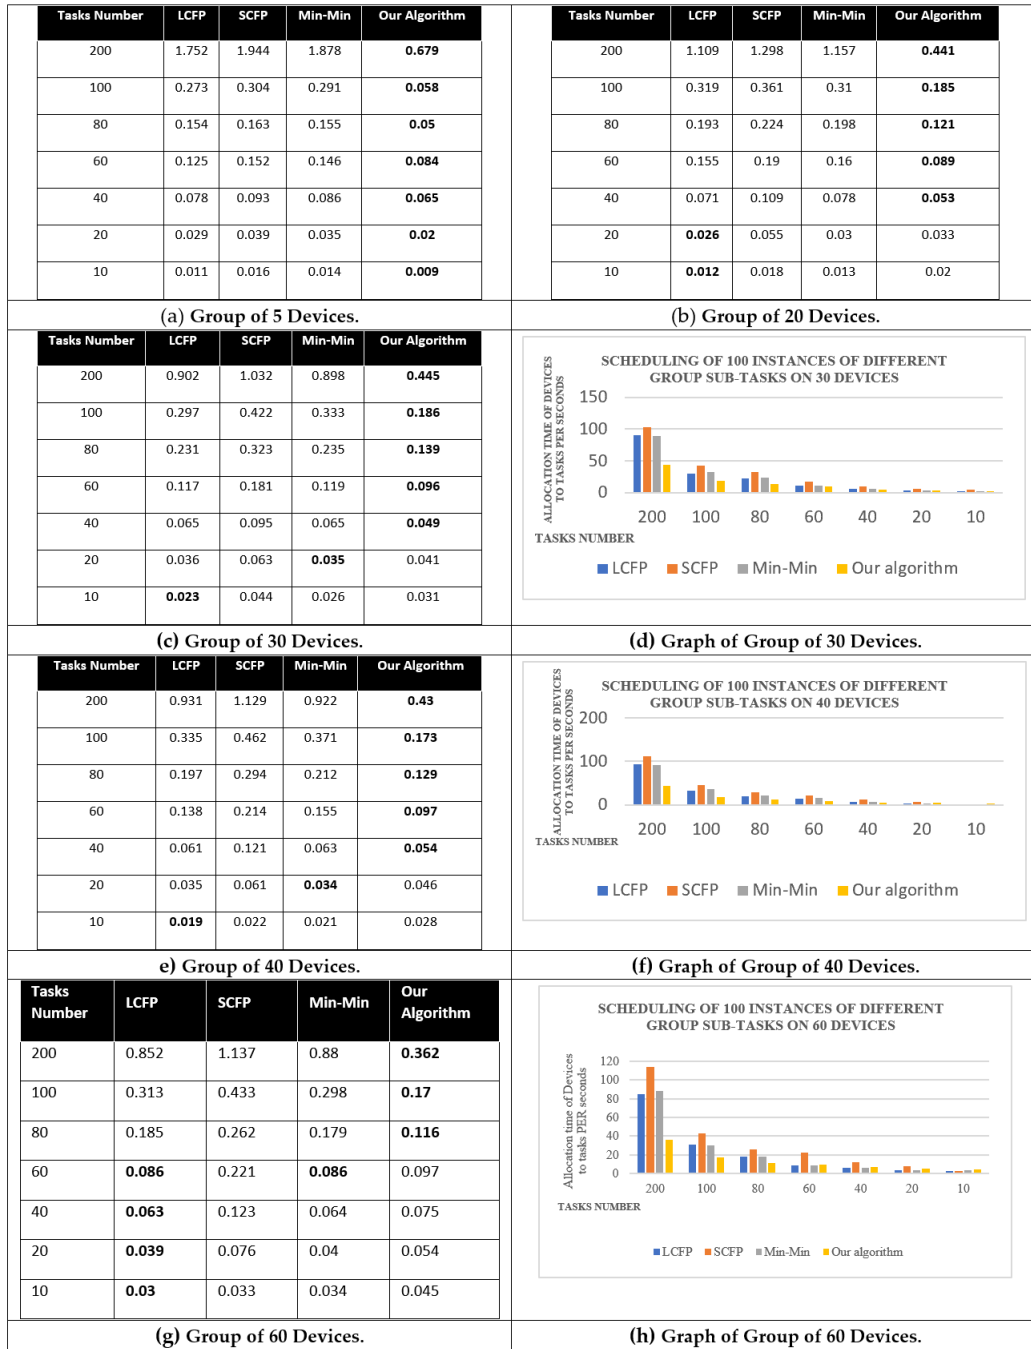 Tasks Number LCFP SCFP Min-Min Our Algorithm
200 1.752 1.944 1.878 0.679
100 0.273 0.304 0.291 0.058
80 0.154 0.163 0.155 0.05
60 0.125 0.152 0.146 0.084
40 0.078 0.093 0.086 0.065
20 0.029 0.039 0.035 0.02
10 0.011 0.016 0.014 0.009
(a) Group of 5 Devices.
Tasks Number LCFP SCFP Min-Min Our Algorithm
200 1.109 1.298 1.157 0.441
100 0.319 0.361 0.31 0.185
80 0.193 0.224 0.198 0.121
60 0.155 0.19 0.16 0.089
40 0.071 0.109 0.078 0.053
20 0.026 0.055 0.03 0.033
10 0.012 0.018 0.013 0.02
(b) Group of 20 Devices.
Tasks Number LCFP SCFP Min-Min Our Algorithm
200 0.902 1.032 0.898 0.445
100 0.297 0.422 0.333 0.186
80 0.231 0.323 0.235 0.139
60 0.117 0.181 0.119 0.096
40 0.065 0.095 0.065 0.049
20 0.036 0.063 0.035 0.041
10 0.023 0.044 0.026 0.031
(c) Group of 30 Devices.
SCHEDULING OF 100 INSTANCES OF DIFFERENT
GROUP SUB-TASKS ON 30 DEVICES
ALLOCATION TIME OF DEVICES
TO TASKS PER SECONDS
150
100
50
0
200 100 80 60 40 20 10
TASKS NUMBER
LCFP SCFP Min-Min Our algorithm
(d) Graph of Group of 30 Devices.
Tasks Number LCFP SCFP Min-Min Our Algorithm
200 0.931 1.129 0.922 0.43
100 0.335 0.462 0.371 0.173
80 0.197 0.294 0.212 0.129
60 0.138 0.214 0.155 0.097
40 0.061 0.121 0.063 0.054
20 0.035 0.061 0.034 0.046
10 0.019 0.022 0.021 0.028
e) Group of 40 Devices.
SCHEDULING OF 100 INSTANCES OF DIFFERENT
GROUP SUB-TASKS ON 40 DEVICES
ALLOCATION TIME OF DEVICES
TO TASKS PER SECONDS
200
100
0
200 100 80 60 40 20 10
TASKS NUMBER
LCFP SCFP Min-Min Our algorithm
(f) Graph of Group of 40 Devices.
Tasks
Number LCFP SCFP Min-Min Our
Algorithm
200 0.852 1.137 0.88 0.362
100 0.313 0.433 0.298 0.17
80 0.185 0.262 0.179 0.116
60 0.086 0.221 0.086 0.097
40 0.063 0.123 0.064 0.075
20 0.039 0.076 0.04 0.054
10 0.03 0.033 0.034 0.045
(g) Group of 60 Devices.
SCHEDULING OF 100 INSTANCES OF DIFFERENT
GROUP SUB-TASKS ON 60 DEVICES
Allocation time of Devices
to tasks PER seconds
120
100
80
60
40
20
0
200 100 80 60 40 20 10
TASKS NUMBER
LCFP SCFP Min-Min Our algorithm
(h) Graph of Group of 60 Devices.